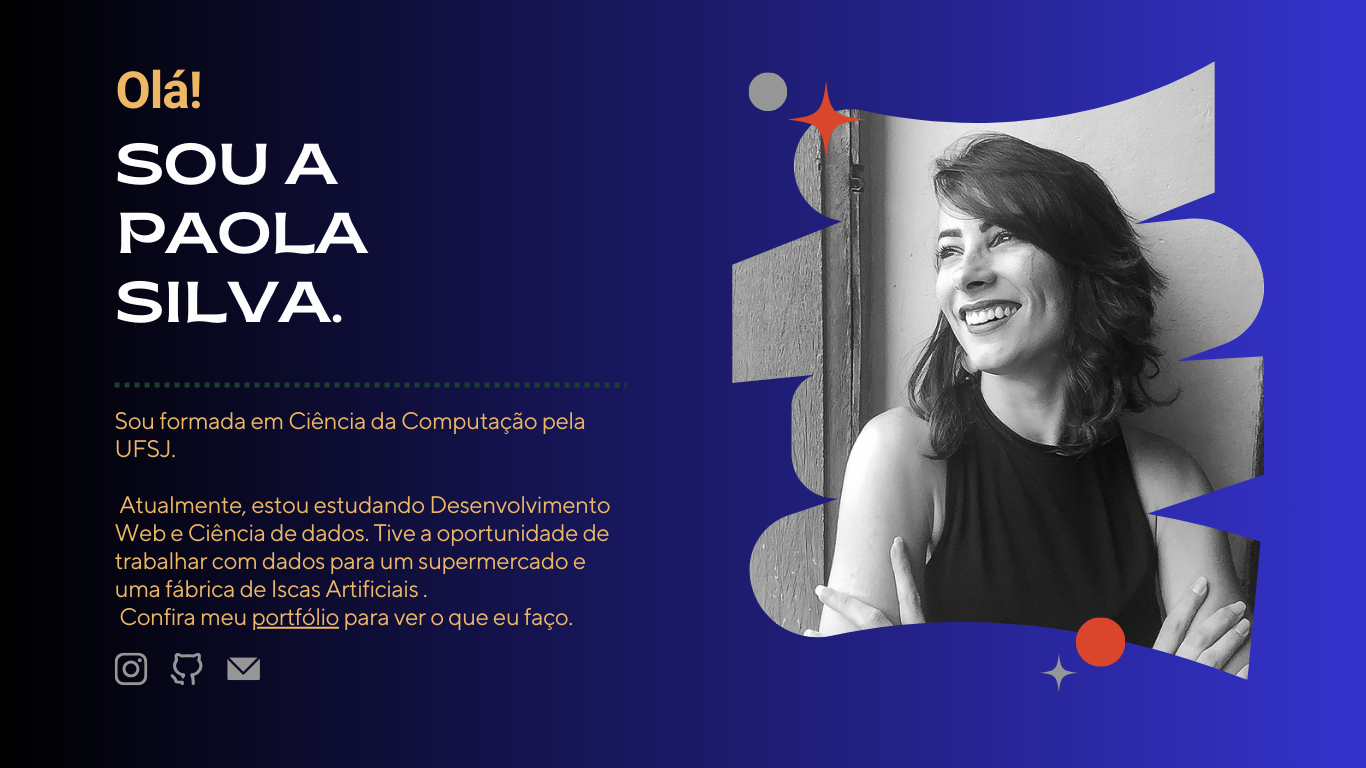 Olá!
SOU A
PAOLA
SILVA.
Sou formada em Ciência da Computação pela
UFSJ.
Atualmente, estou estudando Desenvolvimento
Web e Ciência de dados. Tive a oportunidade de
trabalhar com dados para um supermercado e
uma fábrica de Iscas Artificiais .
Confira meu portfólio para ver o que eu faço.